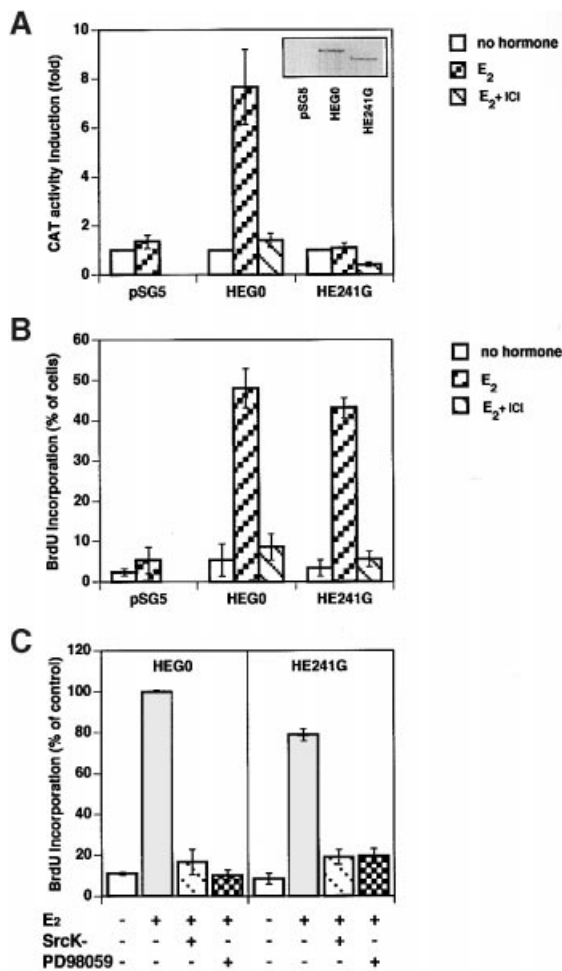 A
CAT activity Induction (fold)
10
8
6
4
2
0
pSG5
HEG0
HE241G
pSG5
HEG0
HE241G
no hormone
E2
E2+ ICI
B
BrdU Incorporation (% of cells)
60
50
40
30
20
10
0
pSG5
HEG0
HE241G
no hormone
E2
E2+ ICI
C
BrdU Incorporation (% of control)
120
100
80
60
40
20
0
HEG0
HE241G
E2 - + + + - + + +
SrcK- - - + - - - + -
PD98059 - - - + - - - +